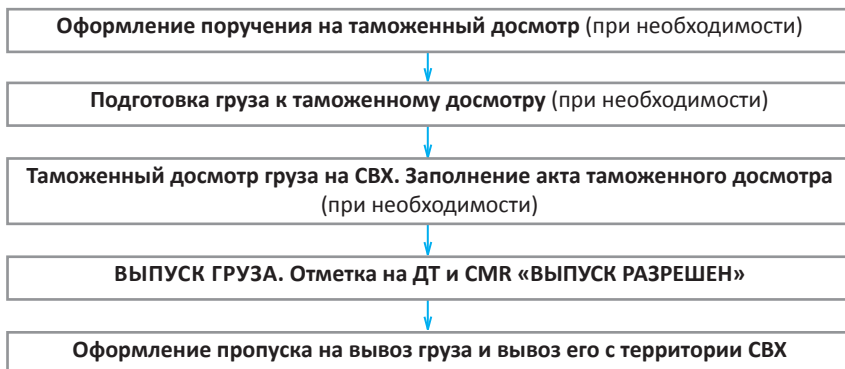 Оформление поручения на таможенный досмотр (при необходимости)
Подготовка груза к таможенному досмотру (при необходимости)
Таможенный досмотр груза на СВХ. Заполнение акта таможенного досмотра
(при необходимости)
ВЫПУСК ГРУЗА. Отметка на ДТ и CMR «ВЫПУСК РАЗРЕШЕН»
Оформление пропуска на вывоз груза и вывоз его с территории СВХ